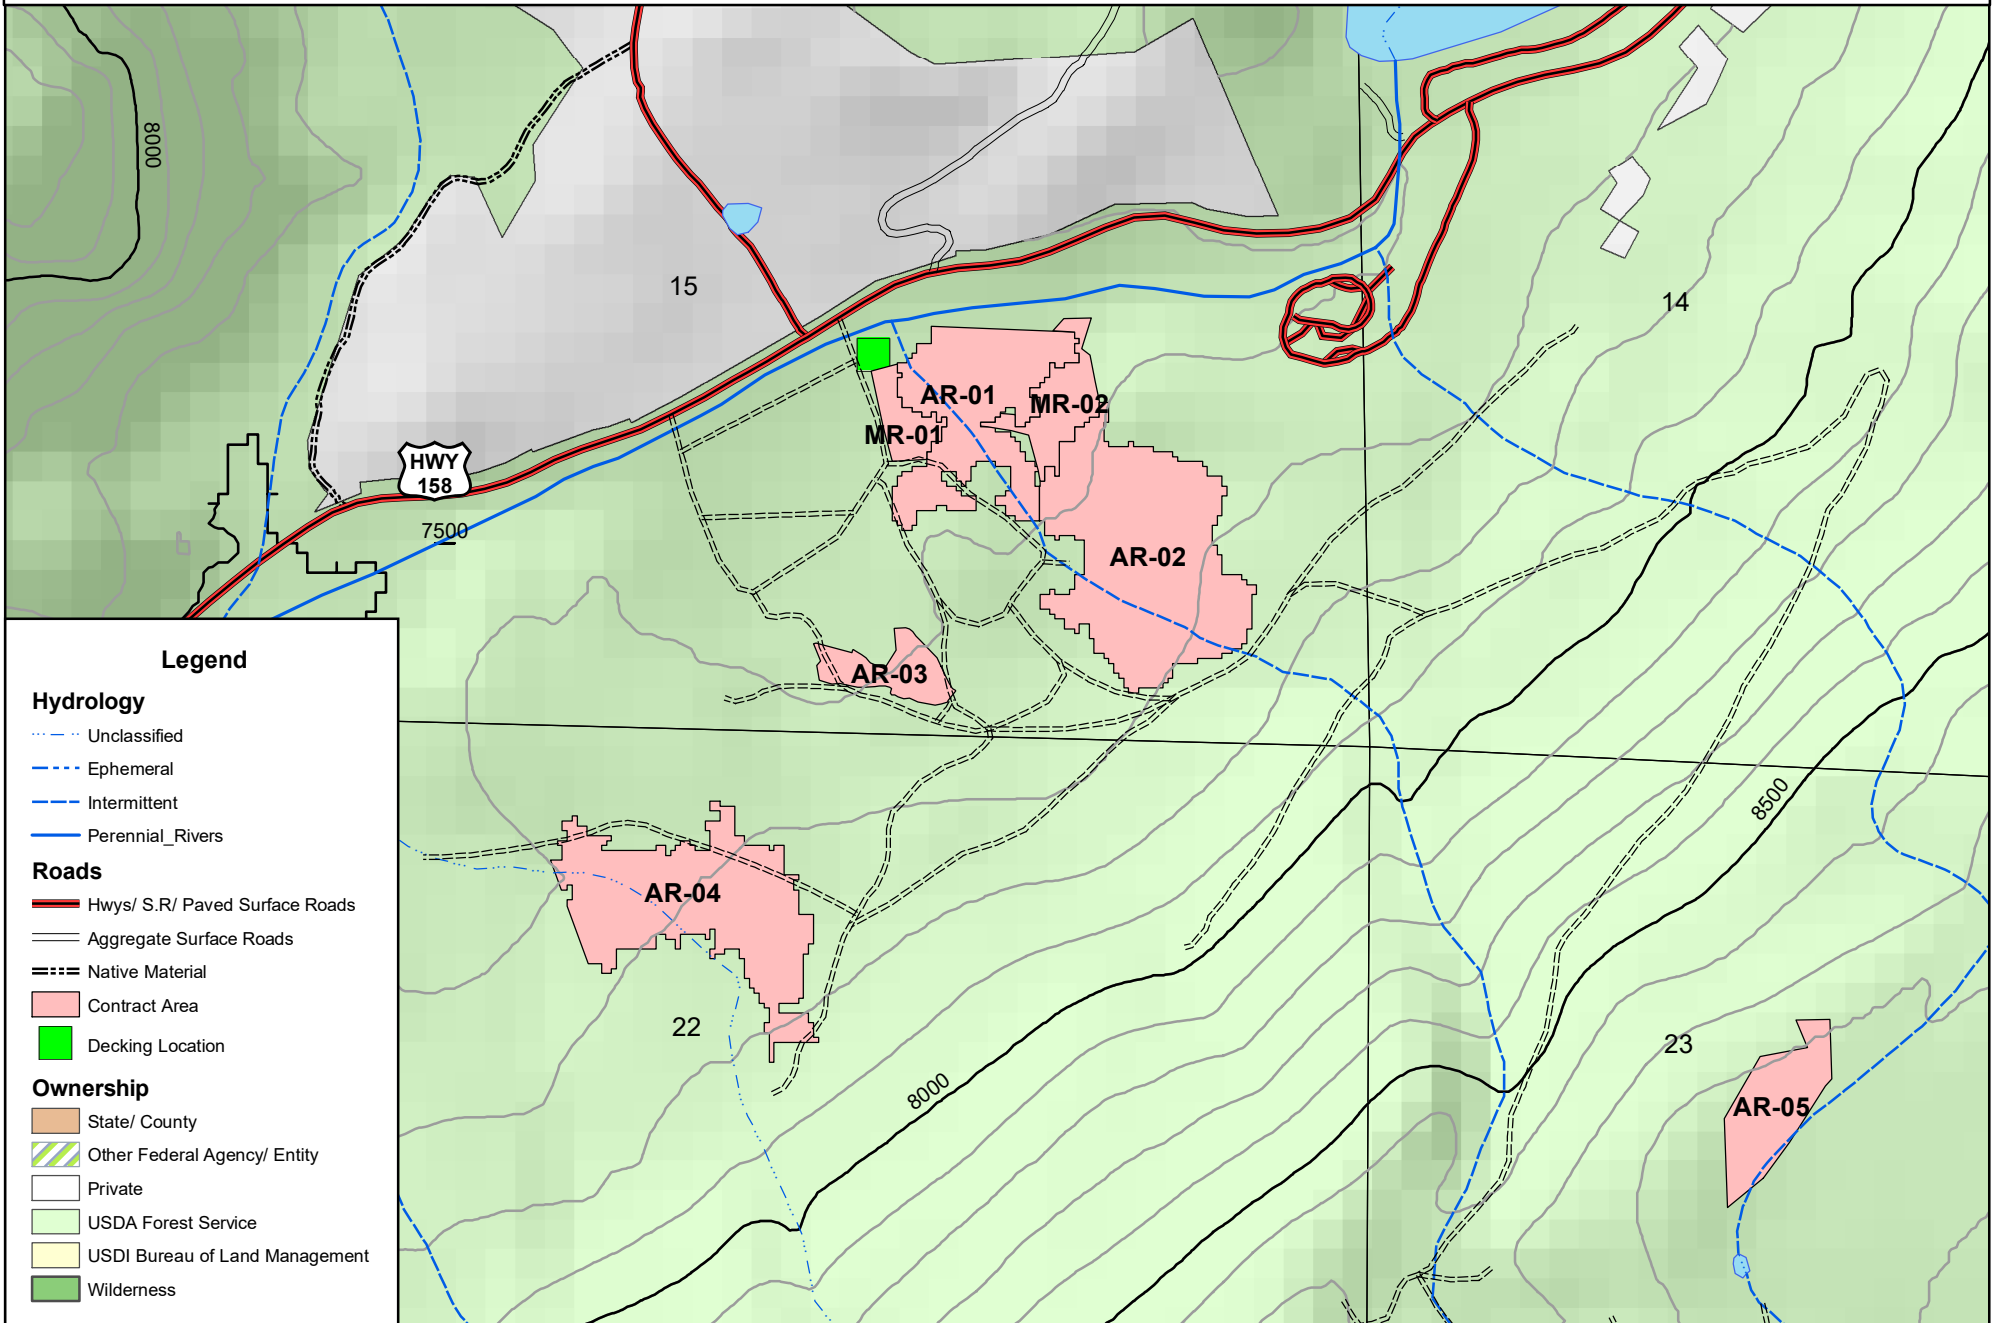 8000
15
14
HWY
158
7500
AR-01
MR-02
MR-01
AR-02
AR-03
AR-04
22
8000
8500
23
AR-05
Legend
Hydrology
Unclassified
Ephemeral
Intermittent
Perennial_Rivers
Roads
Hwys/ S.R/ Paved Surface Roads
Aggregate Surface Roads
Native Material
Contract Area
Decking Location
Ownership
State/ County
Other Federal Agency/ Entity
Private
USDA Forest Service
USDI Bureau of Land Management
Wilderness